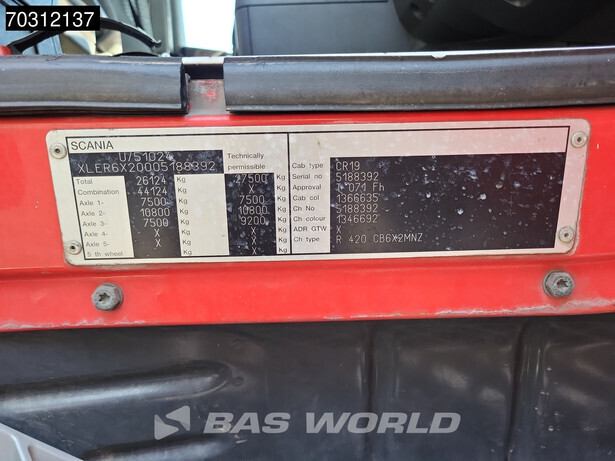 70312137
SCANIA
U75102
XLER6X20005188392
Technically permissible
Total 26124 Kg 27500 Kg
Combination 44124 Kg X Kg
Axle 1- 7500 Kg 7500 Kg
Axle 2- 10800 Kg 10800 Kg
Axle 3- 7500 Kg 9200 Kg
Axle 4- X Kg X Kg
Axle 5- X Kg X Kg
5 th wheel X Kg X Kg
Cab type CR19
Serial no 5188392
Approval *071 Fh
Cab col 1366635
Ch No 5188392
Ch colour 1346692
ADR GTW X
Ch type R 420 CB6X2MNZ
BAS WORLD